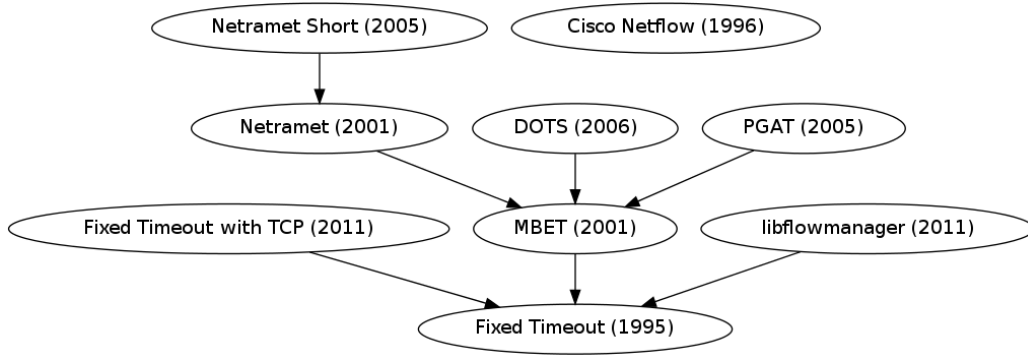 Netramet Short (2005)
Cisco Netflow (1996)
Netramet (2001)
DOTS (2006)
PGAT (2005)
Fixed Timeout with TCP (2011)
MBET (2001)
libflowmanager (2011)
Fixed Timeout (1995)